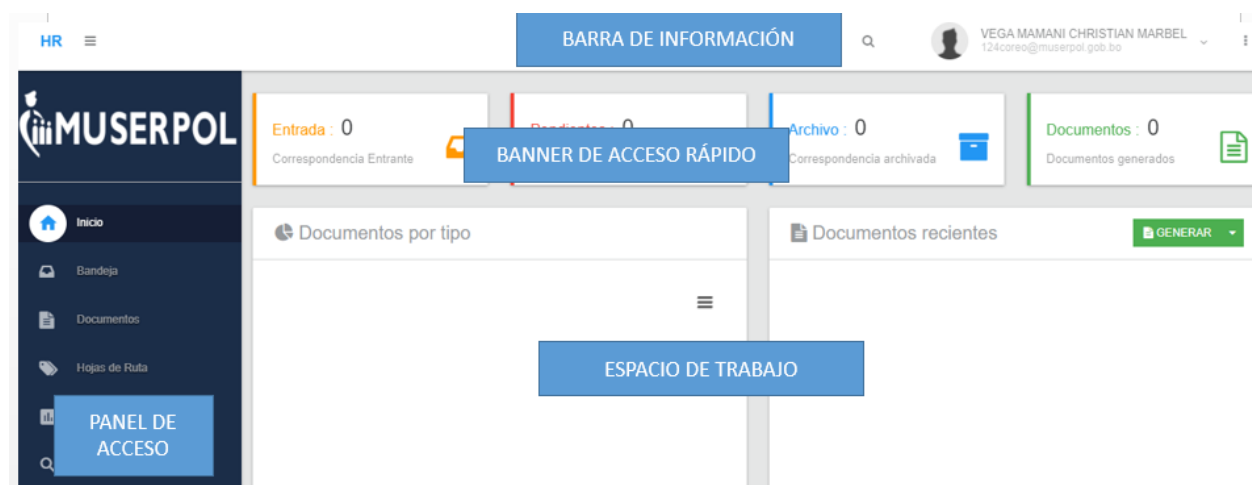 HR
BARRA DE INFORMACIÓN
VEGA MAMANI CHRISTIAN MARBEL
124coreo@muserpol.gob.bo
MUSERPOL
Entrada : 0
Correspondencia Entrante
0
BANNER DE ACCESO RÁPIDO
Archivo : 0
Correspondencia archivada
Documentos : 0
Documentos generados
Inicio
Bandeja
Documentos
Hojas de Ruta
PANEL DE
ACCESO
Documentos por tipo
Documentos recientes
GENERAR
ESPACIO DE TRABAJO